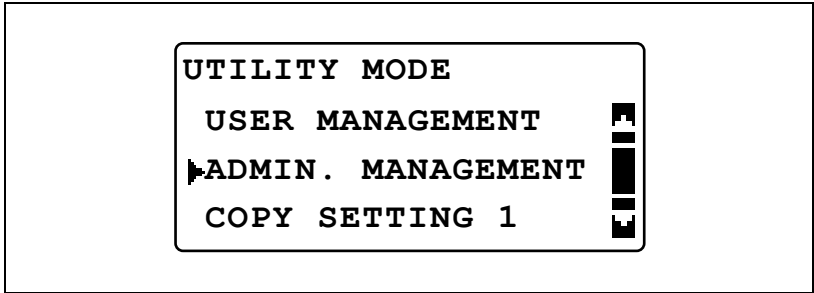 UTILITY MODE
USER MANAGEMENT
ADMIN. MANAGEMENT
COPY SETTING 1